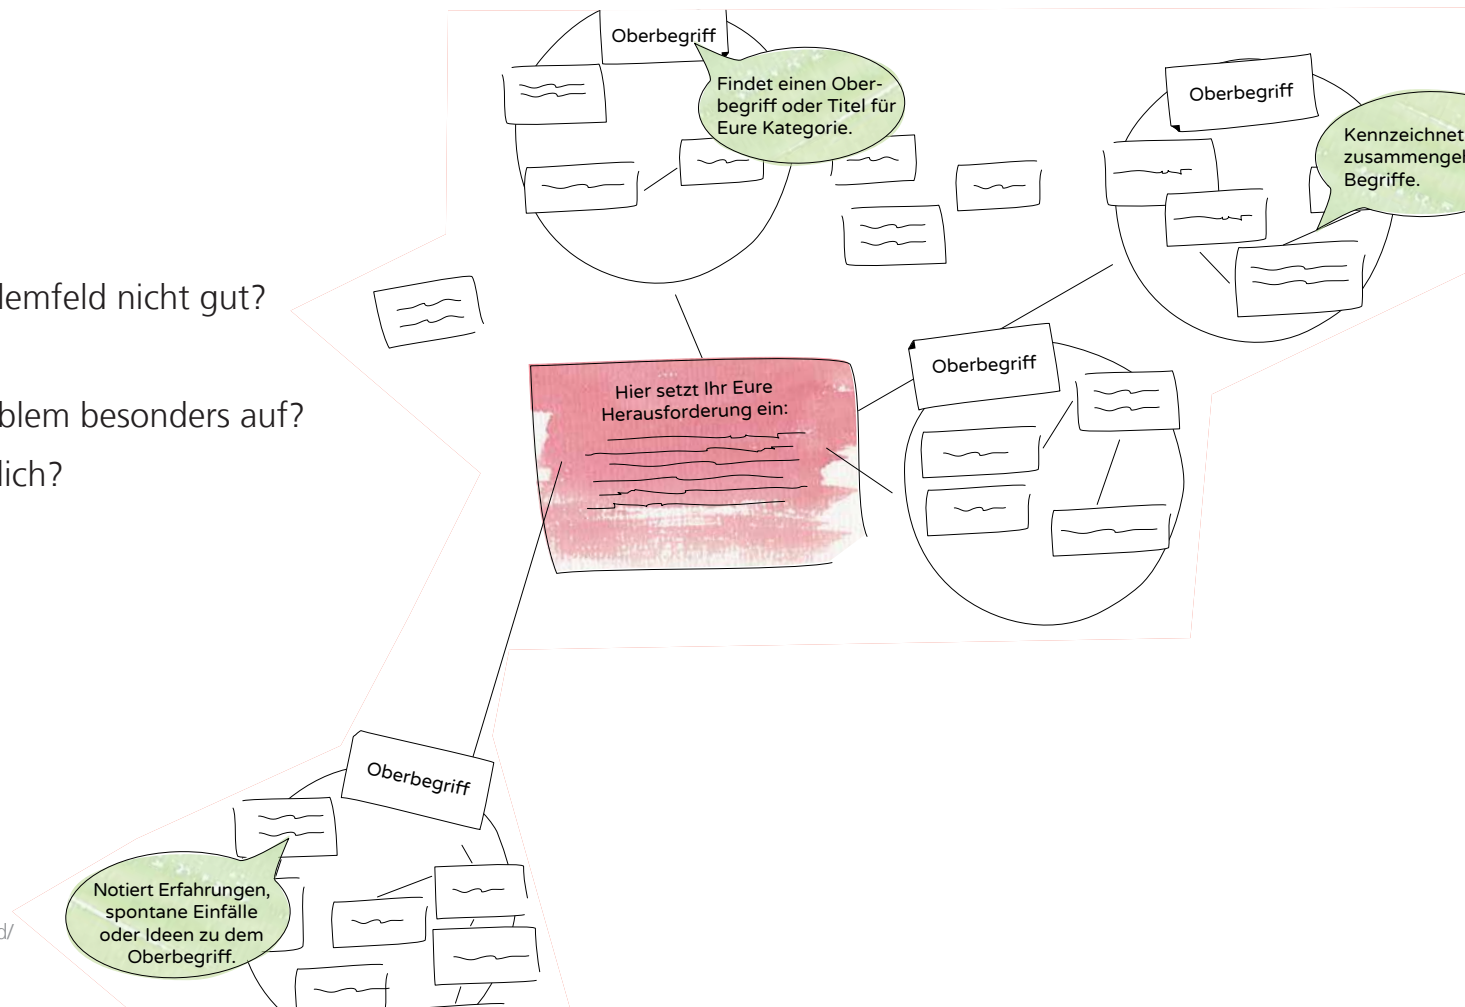 Oberbegriff
Findet einen Ober-
begriff oder Titel für
Eure Kategorie.
Oberbegriff
Kennzeichnet
zusammengeh
Begriffe.
lemfeld nicht gut?
blem besonders auf?
lich?
Hier setzt Ihr Eure
Herausforderung ein:
Oberbegriff
Oberbegriff
Notiert Erfahrungen,
spontane Einfälle
oder Ideen zu dem
Oberbegriff.
d/